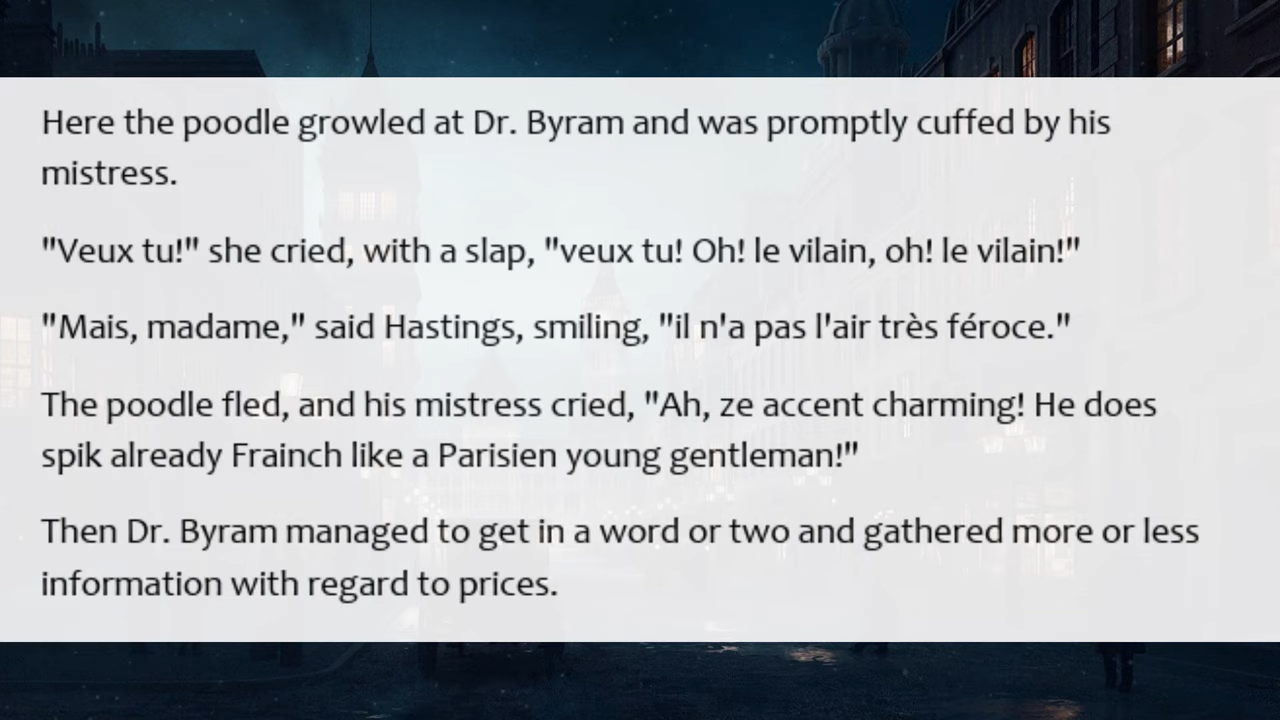 Here the poodle growled at Dr. Byram and was promptly cuffed by his
mistress.
"Veux tu!" she cried, with a slap, "veux tu! Oh! le vilain, oh! le vilain!"
"Mais, madame," said Hastings, smiling, "il n'a pas l'air très féroce."
The poodle fled, and his mistress cried, "Ah, ze accent charming! He does
spik already Frainch like a Parisien young gentleman!"
Then Dr. Byram managed to get in a word or two and gathered more or less
information with regard to prices.